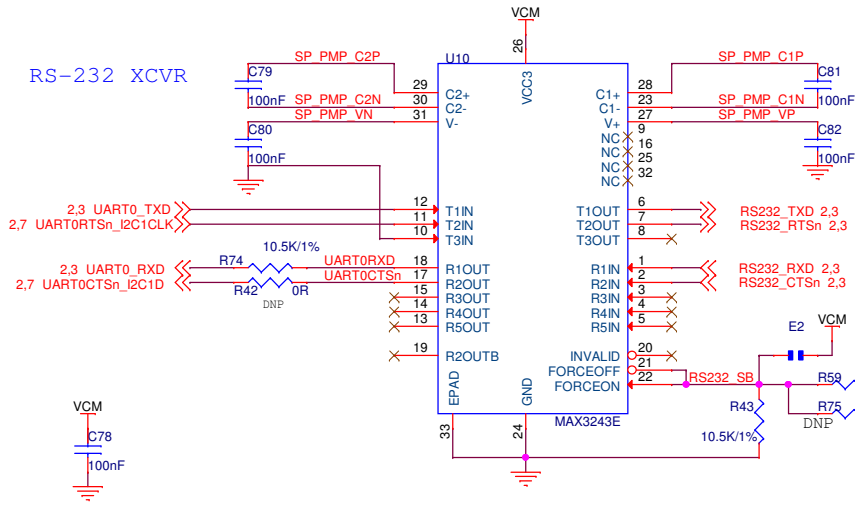 VCM
RS-232 XCVR
26
U10
VCC3
SP_PMP_C2P
C79
100nF
29
C2+
SP_PMP_C2N
30
C2-
SP_PMP_VN
31
V-
C80
100nF
C1+
28
SP_PMP_C1P
C81
100nF
C1-
23
SP_PMP_C1N
V+
27
SP_PMP_VP
C82
100nF
NC
9
NC
16
NC
25
NC
32
2,3 UART0_TXD
12
T1IN
2,7 UART0RTSn_I2C1CLK
11
T2IN
10
T3IN
T1OUT
6
RS232_TXD 2,3
T2OUT
7
RS232_RTSn 2,3
T3OUT
8
R74
10.5K/1%
2,3 UART0_RXD
UART0RXD
18
R1OUT
2,7 UART0CTSn_I2C1D
UART0CTSn
17
R2OUT
R42
0R
DNP
15
R3OUT
14
R4OUT
13
R5OUT
19
R2OUTB
R1IN
1
RS232_RXD 2,3
R2IN
2
RS232_CTSn 2,3
R3IN
3
R4IN
4
R5IN
5
INVALID
20
FORCEOFF
21
FORCEON
22
RS232_SB
E2
VCM
R59
R75
DNP
R43
10.5K/1%
EPAD
GND
33
24
MAX3243E
VCM
C78
100nF